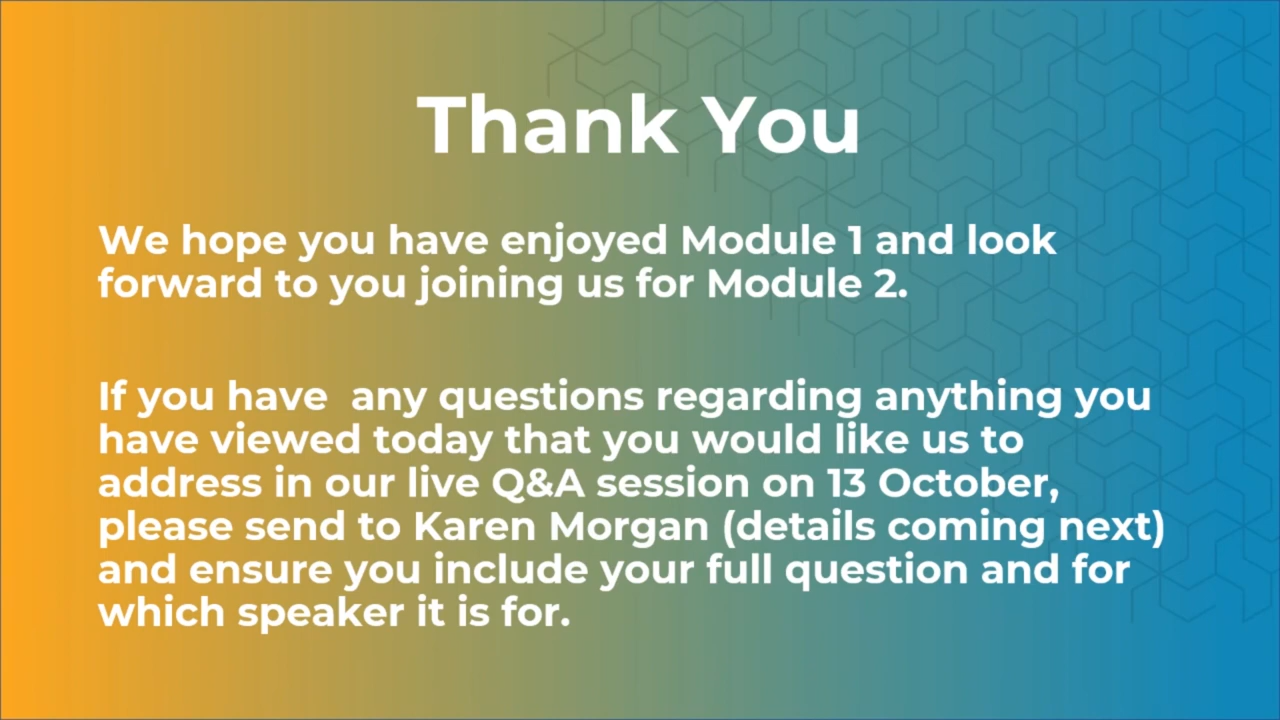 Thank You
We hope you have enjoyed Module 1 and look
forward to you joining us for Module 2.
If you have  any questions regarding anything you
have viewed today that you would like us to
address in our live Q&A session on 13 October,
please send to Karen Morgan (details coming next)
and ensure you include your full question and for
which speaker it is for.